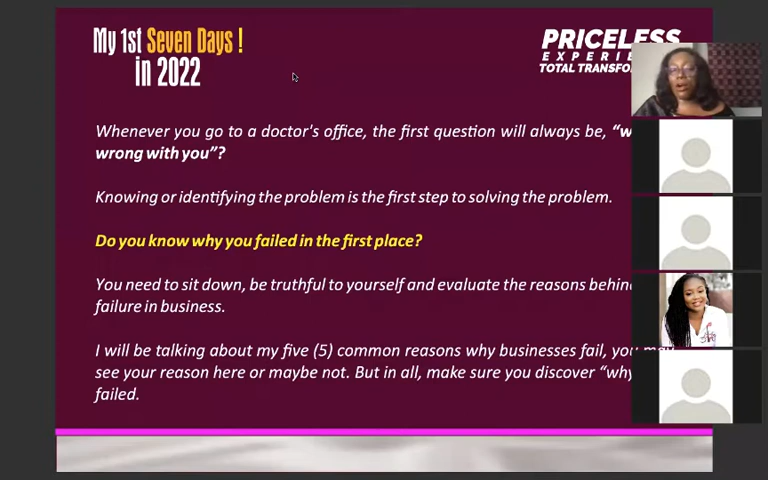 My 1st Seven Days !
in 2022
PRICELESS
EXPERIE
TOTAL TRANSFO
Whenever you go to a doctor's office, the first question will always be, “w
wrong with you”?
Knowing or identifying the problem is the first step to solving the problem.
Do you know why you failed in the first place?
You need to sit down, be truthful to yourself and evaluate the reasons behin
failure in business.
I will be talking about my five (5) common reasons why businesses fail, you may
see your reason here or maybe not. But in all, make sure you discover “why
failed.